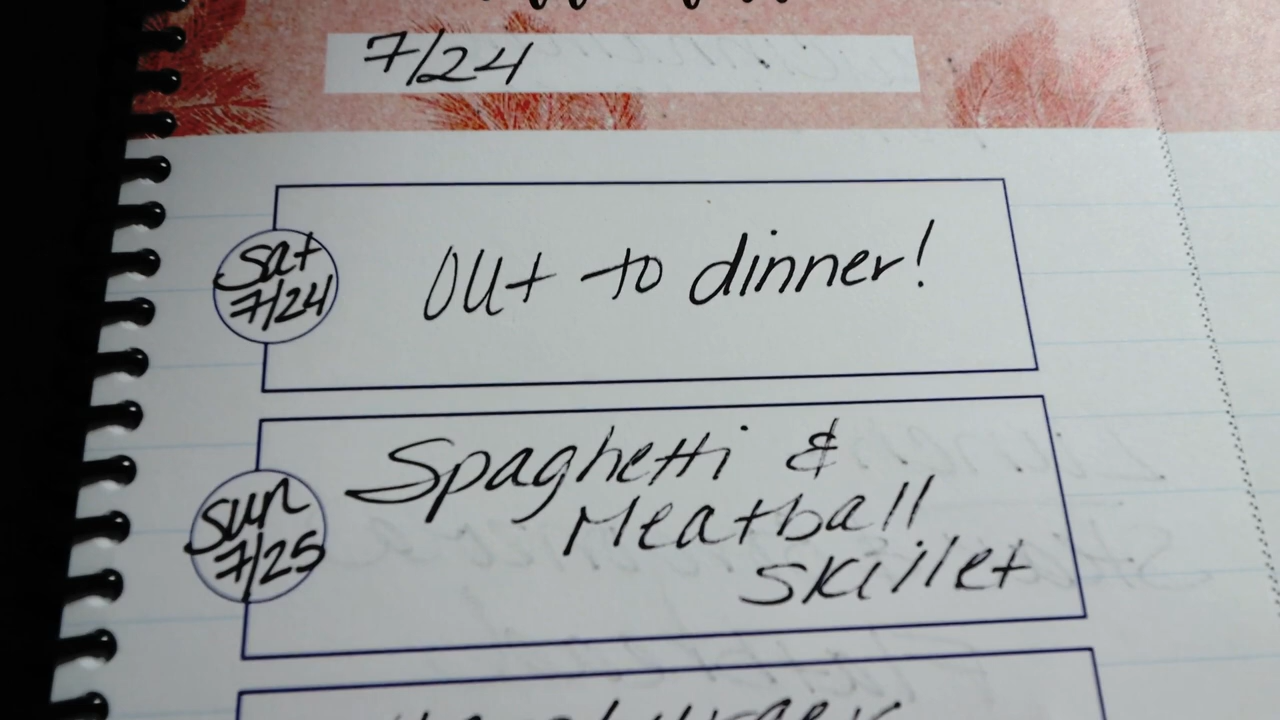 7/24
Sat
7/24
Out to dinner!
Sun
7/25
Spaghetti &
Meatball
skillet